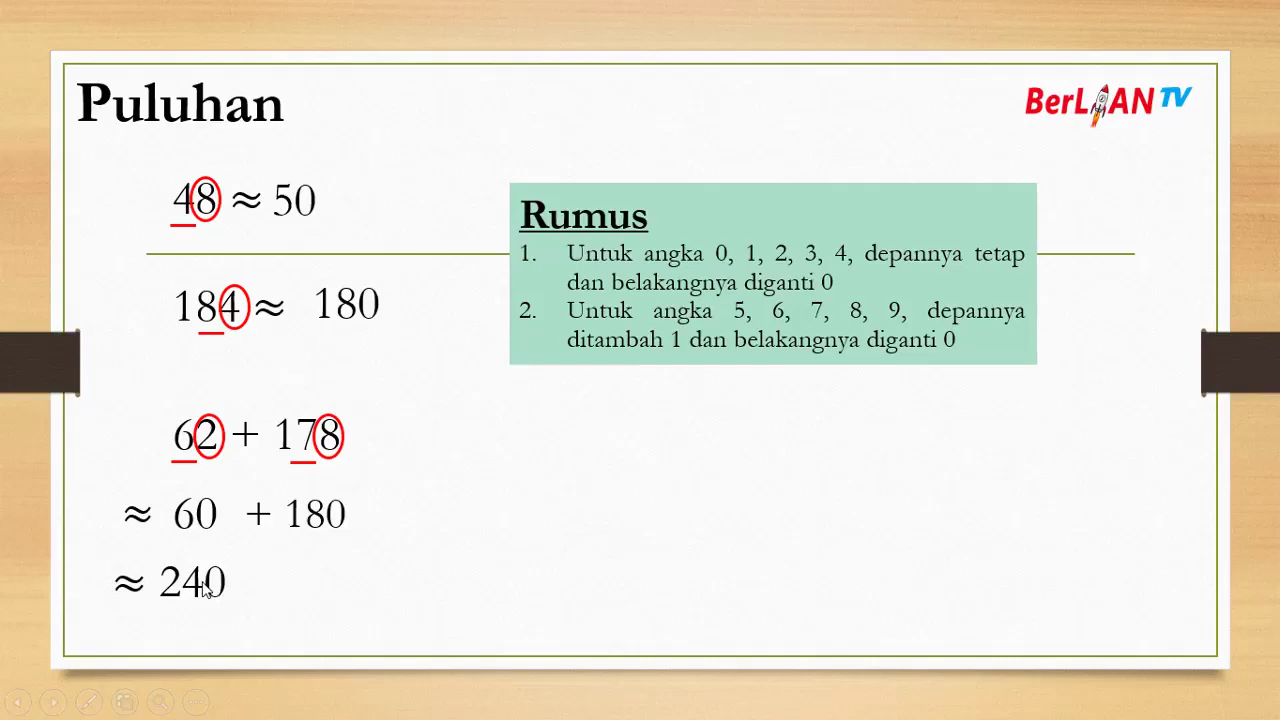 Puluhan
BerLIAN TV
48 ≈ 50
184 ≈ 180
62 + 178
≈ 60 + 180
≈ 240
Rumus
1. Untuk angka 0, 1, 2, 3, 4, depannya tetap
dan belakangnya diganti 0
2. Untuk angka 5, 6, 7, 8, 9, depannya
ditambah 1 dan belakangnya diganti 0